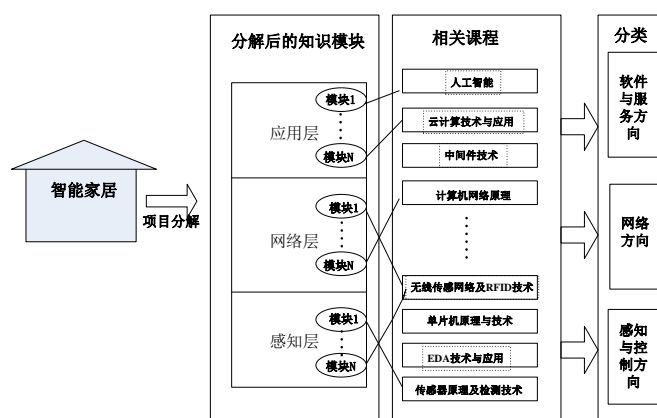 智能家居
项目分解
分解后的知识模块
应用层
模块1
模块N
网络层
模块1
模块N
感知层
模块1
模块N
相关课程
人工智能
云计算技术与应用
中间件技术
计算机网络原理
无线传感网络及RFID技术
单片机原理与技术
EDA技术与应用
传感器原理及检测技术
分类
软件
与服
务方
向
网络
方向
感知
与控
制方
向